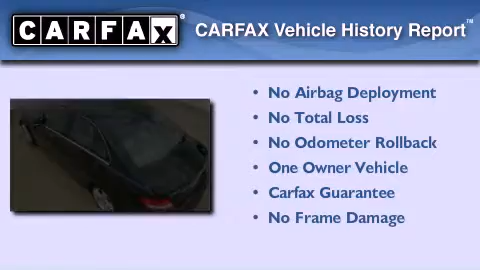 CARFAX® CARFAX Vehicle History Report™
• No Airbag Deployment
• No Total Loss
• No Odometer Rollback
• One Owner Vehicle
• Carfax Guarantee
• No Frame Damage